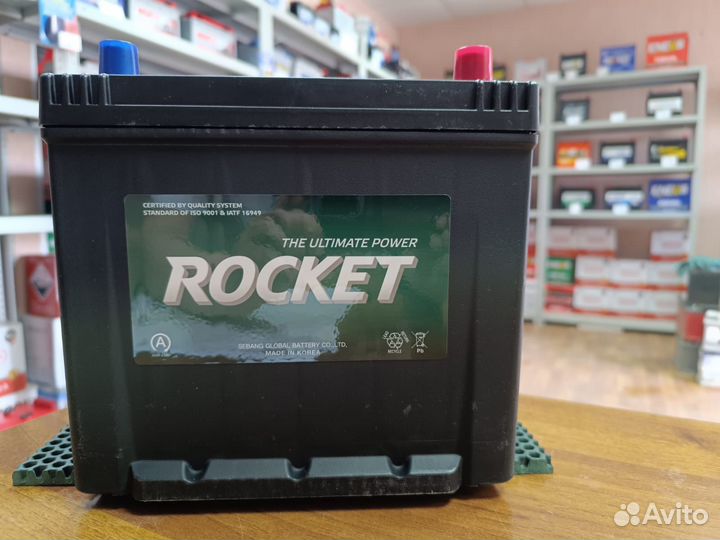 CERTIFIED BY QUALITY SYSTEM
STANDARD OF ISO 9001 & IATF 16949
THE ULTIMATE POWER
ROCKET
A
SEBANG GLOBAL BATTERY CO.,LTD.
MADE IN KOREA
RECYCLE
Pb
Avito